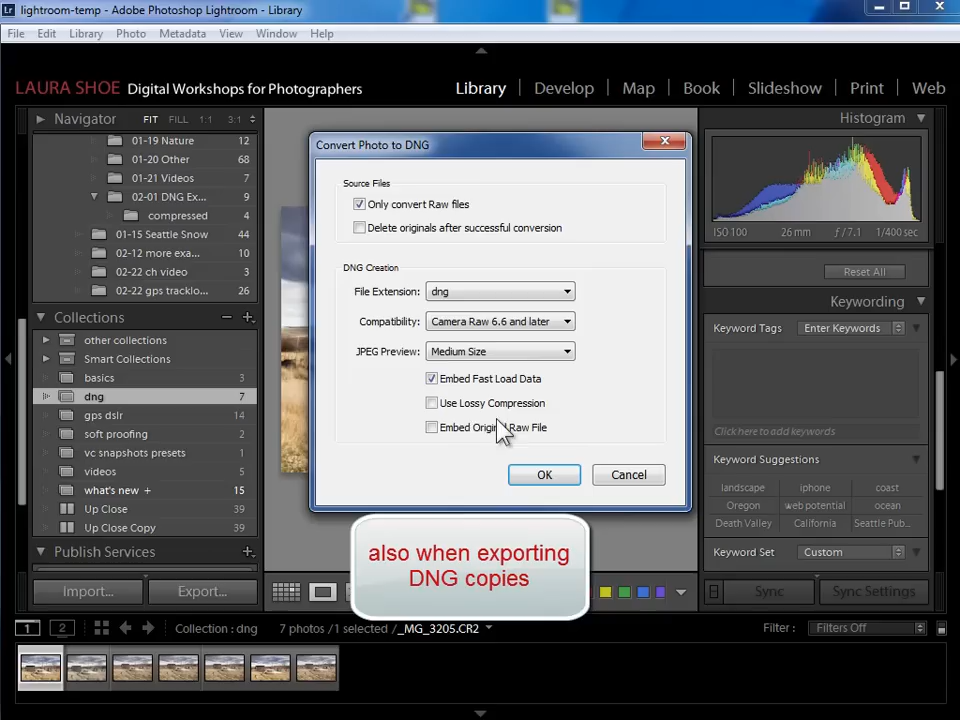 lightroom-temp - Adobe Photoshop Lightroom - Library
File Edit Library Photo Metadata View Window Help
LAURA SHOE Digital Workshops for Photographers
Library Develop Map Book Slideshow Print Web
Navigator FIT FILL 1:1 3:1
01-19 Nature 12
01-20 Other 68
01-21 Videos 7
02-01 DNG Ex... 9
compressed 4
01-15 Seattle Snow 44
02-12 more exa... 10
02-22 ch video 3
02-22 gps tracklo... 26
Collections
other collections
Smart Collections
basics 3
dng 7
gps dslr 14
soft proofing 2
vc snapshots preects 1
videos 5
what's new + 15
Up Close 39
Up Close Copy 39
Publish Services
Import... Export...
Convert Photo to DNG
Source Files
Only convert Raw files
Delete originals after successful conversion
DNG Creation
File Extension: dng
Compatibility: Camera Raw 6.6 and later
JPEG Preview: Medium Size
Embed Fast Load Data
Use Lossy Compression
Embed Raw File
OK Cancel
also when exporting
DNG copies
Histogram
ISO 100 26 mm ƒ / 7.1 1/400 sec
Reset All
Keywording
Keyword Tags Enter Keywords
Click here to add keywords
Keyword Suggestions
landscape iphone coast
Oregon web potential ocean
Death Valley California Seattle Pub...
Keyword Set Custom
Sync Sync Settings
1 2 Collection : dng 7 photos / 1 selected / _MG_3205.CR2 Filter : Filters Off